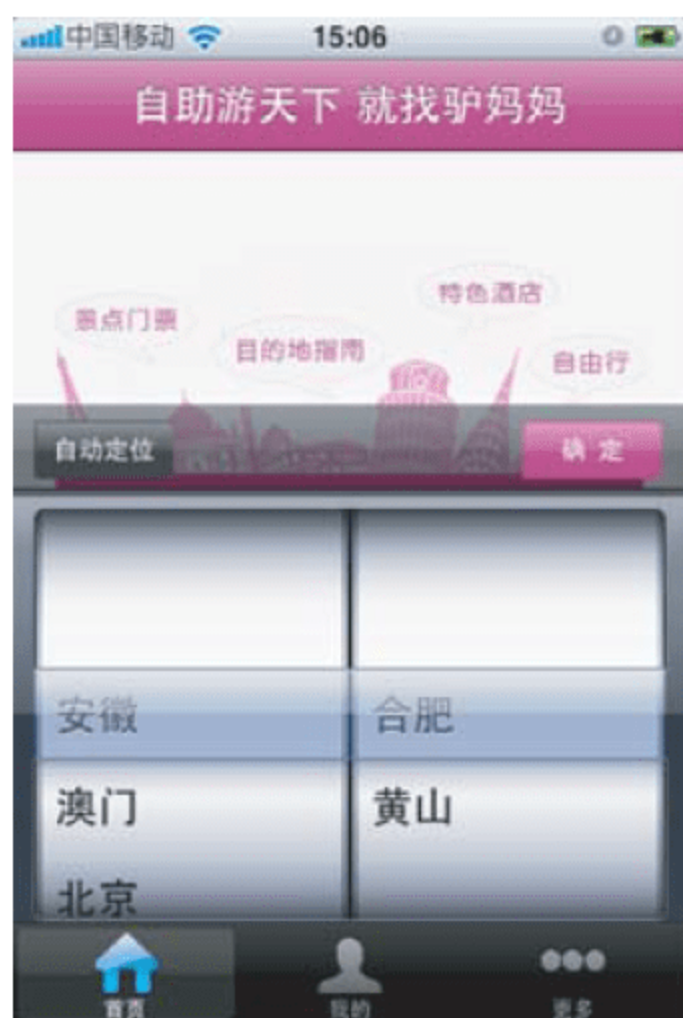 中国移动 15:06
自助游天下 就找驴妈妈
特色酒店
景点门票
目的地指南
自由行
自动定位 确定
安徽 合肥
澳门 黄山
北京
首页 我的 更多